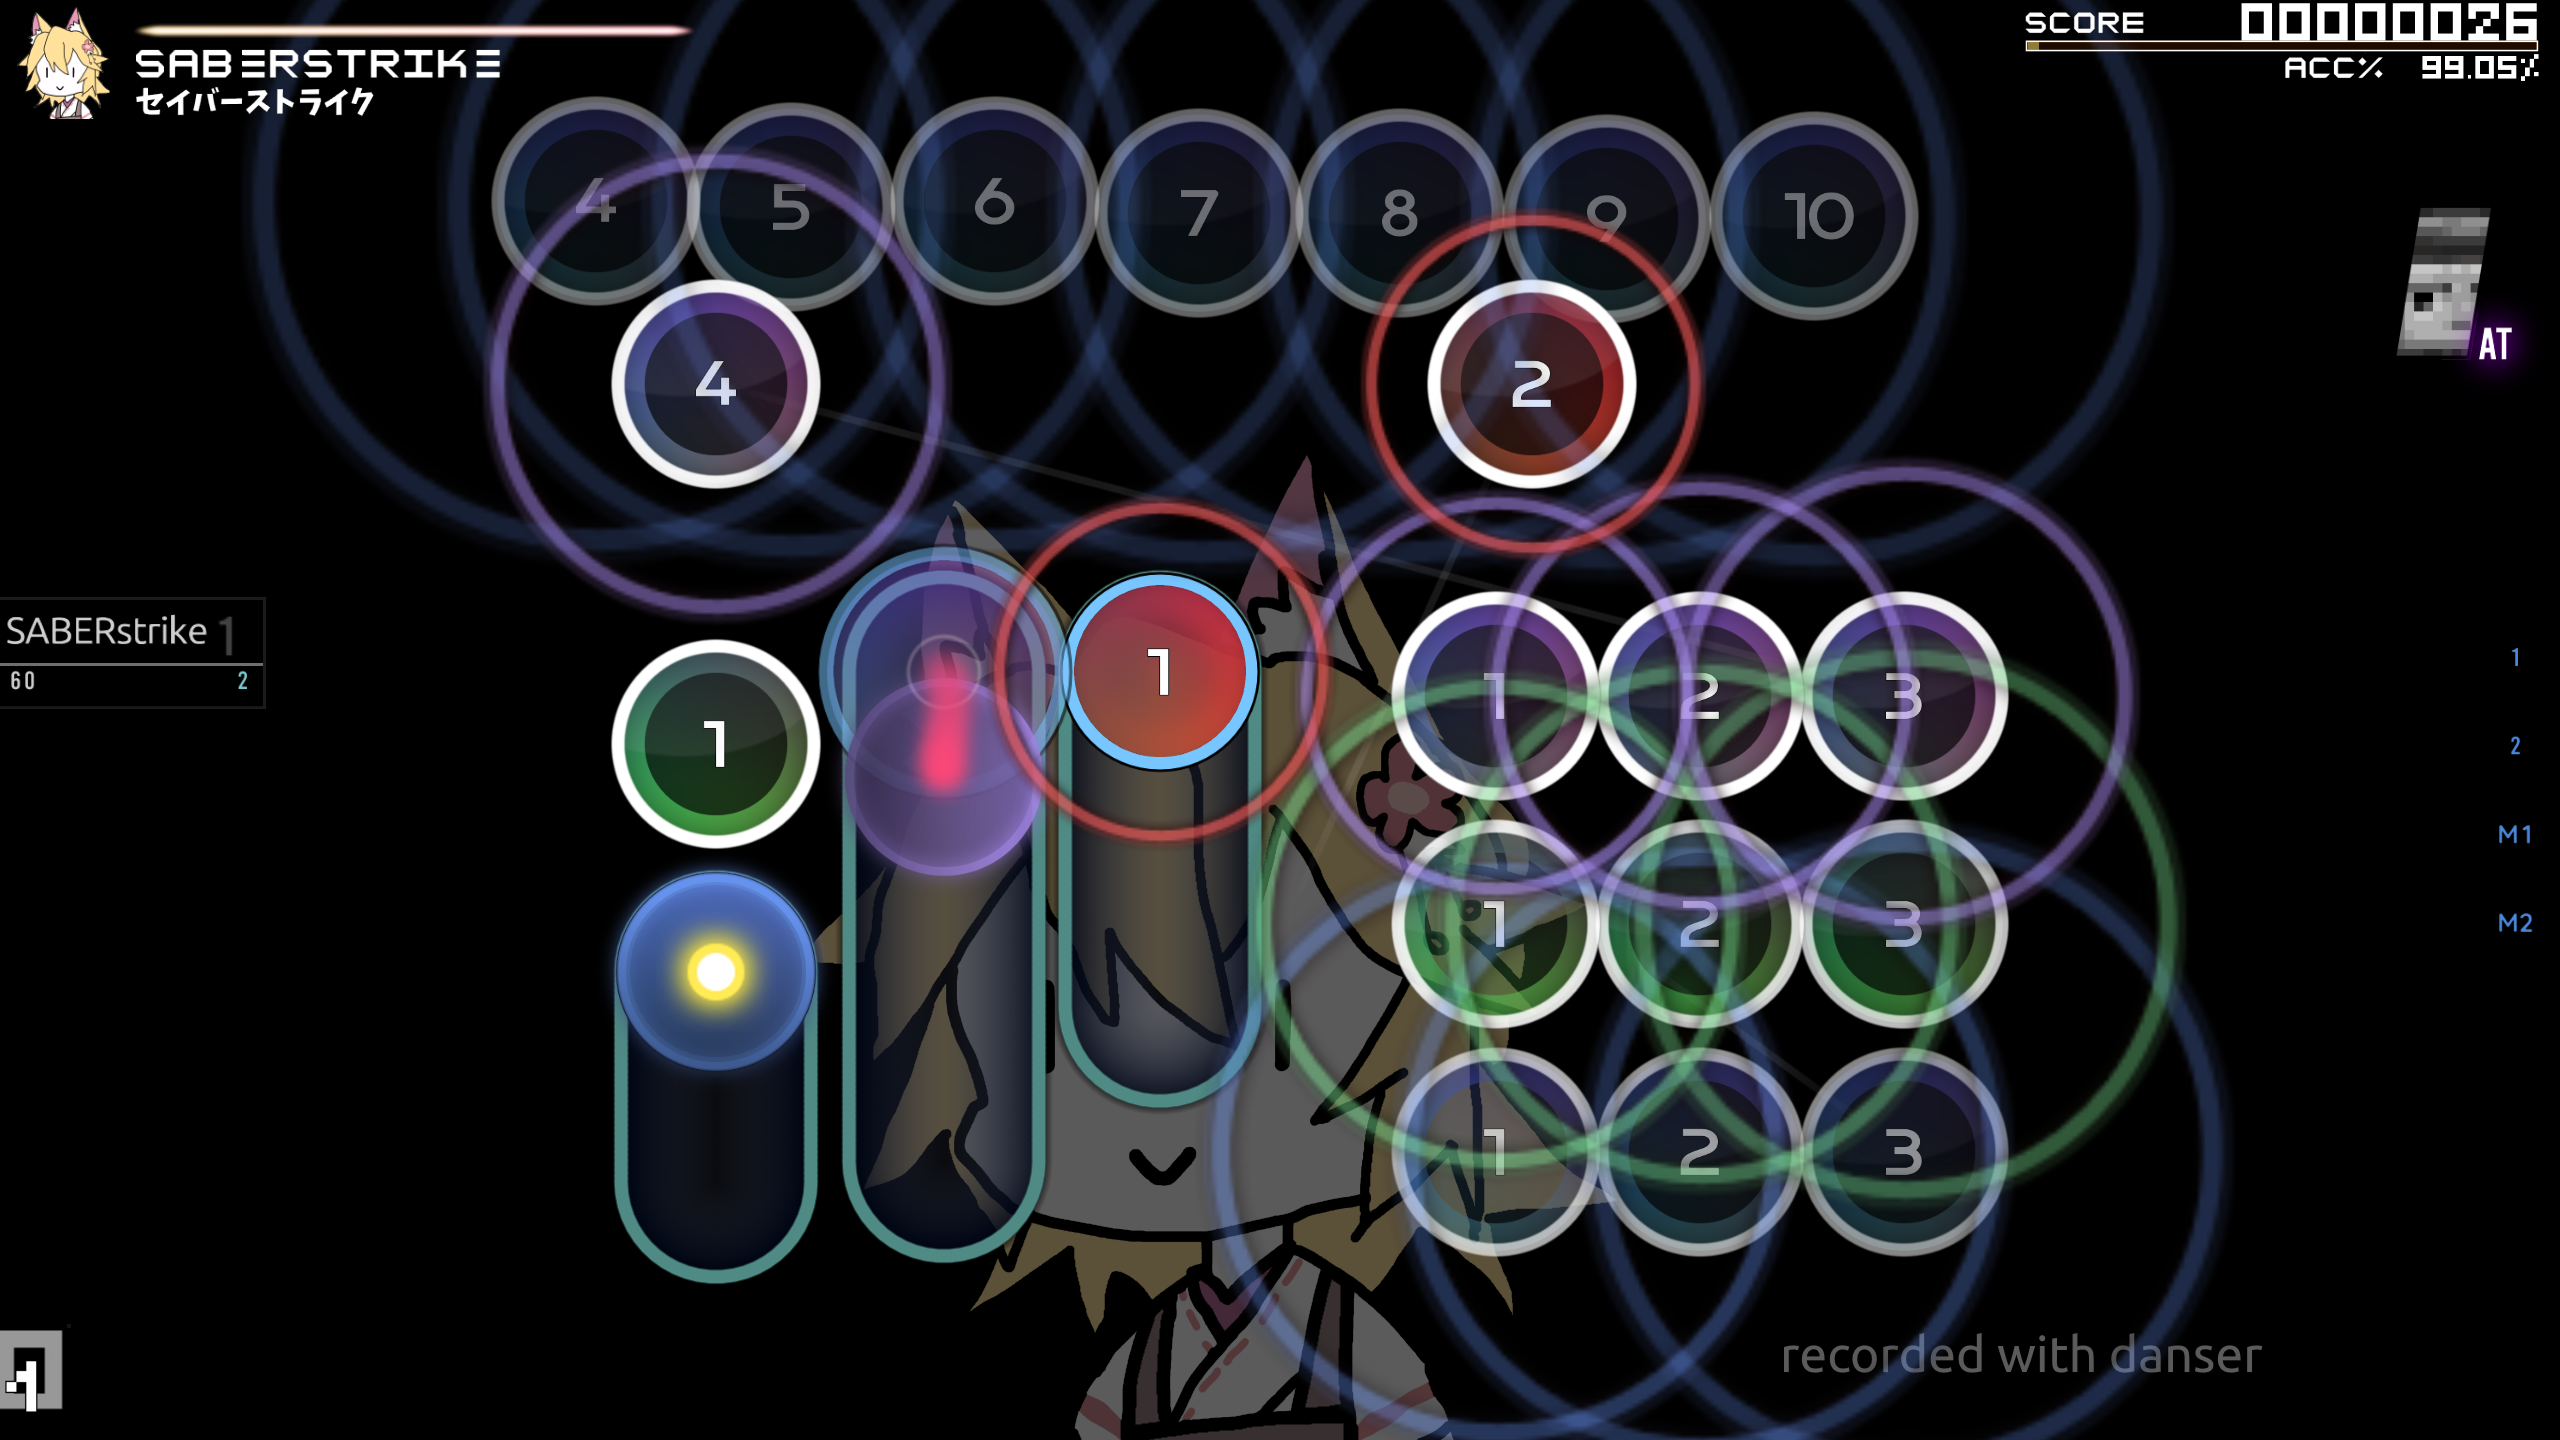 SABERSTRIKE
セイバーストライク
SCORE 00000026
ACC% 99.05%
4 5 6 7 8 9 10
4 2
AT
SABERstrike 1
60 2
1 1
1 2 3
1 2 3
1 2 3
1
2
M1
M2
1
recorded with danser